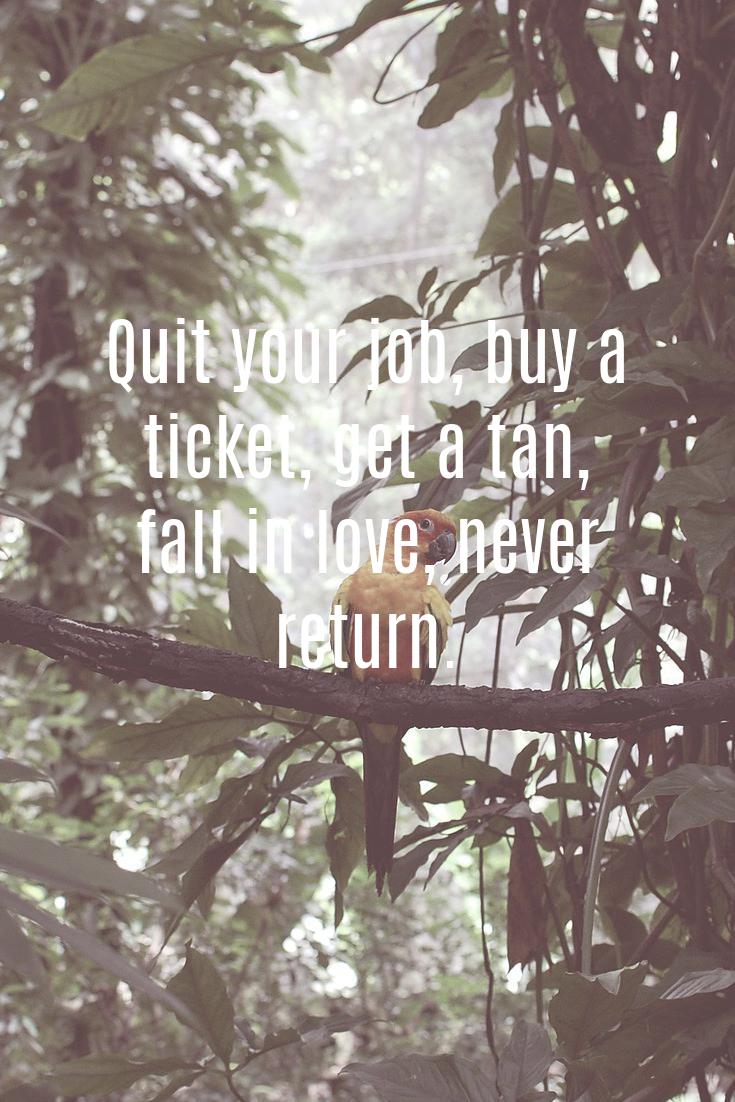 Quit your job, buy a
ticket, get a tan,
fall in love, never
return.